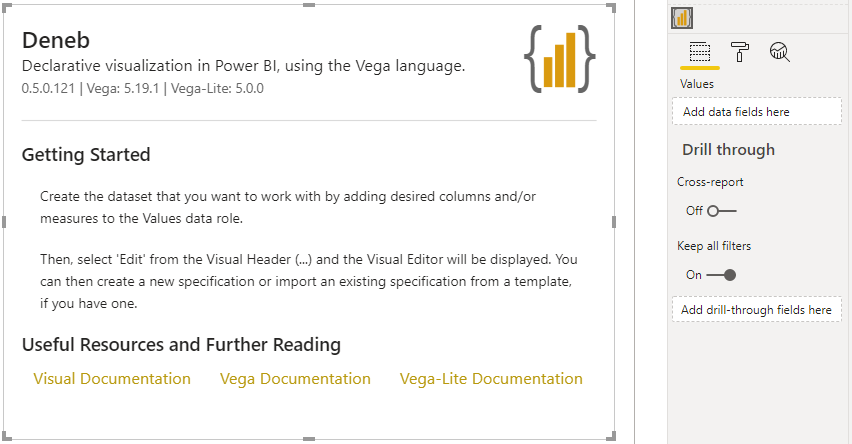 Deneb
Declarative visualization in Power BI, using the Vega language.
0.5.0.121 | Vega: 5.19.1 | Vega-Lite: 5.0.0
Getting Started
Create the dataset that you want to work with by adding desired columns and/or
measures to the Values data role.
Then, select 'Edit' from the Visual Header (...) and the Visual Editor will be displayed. You
can then create a new specification or import an existing specification from a template,
if you have one.
Useful Resources and Further Reading
Visual Documentation Vega Documentation Vega-Lite Documentation
Values
Add data fields here
Drill through
Cross-report
Off
Keep all filters
On
Add drill-through fields here